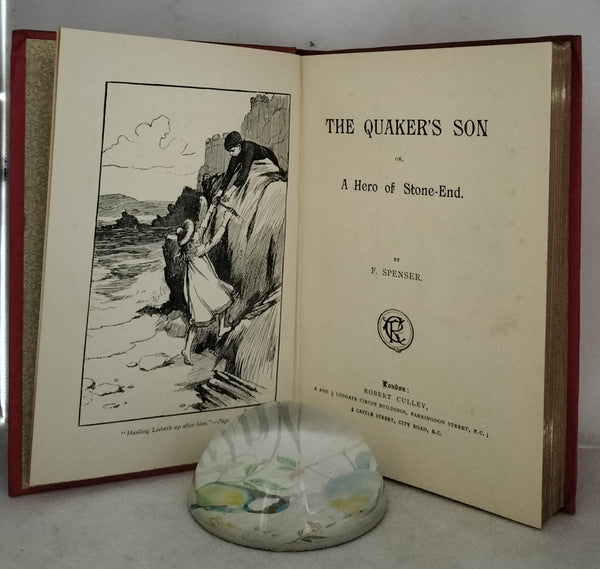 "Hauling Lisbeth up after him."—Page
THE QUAKER'S SON
OR,
A Hero of Stone-End.
BY
F. SPENSER.
London:
ROBERT CULLEY,
2 AND 3 LUDGATE CIRCUS BUILDINGS, FARRINGDON STREET, E.C.;
2 CASTLE STREET, CITY ROAD, E.C.